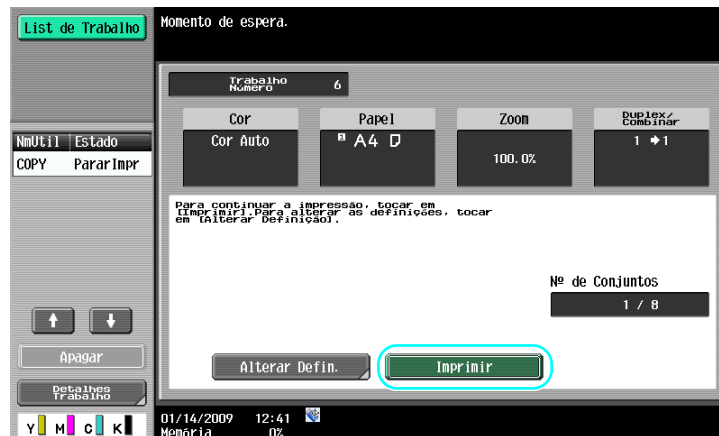 List de Trabalho
Momento de espera.
Trabalho
Número
6
Cor
Papel
Zoom
Duplex/
Combinar
Cor Auto
A4
100.0%
1 → 1
NmUtil
Estado
COPY
PararImpr
Para continuar a impressão, tocar em
[Imprimir].Para alterar as definições, tocar
em [Alterar Definição].
Nº de Conjuntos
1 / 8
Apagar
Alterar Defin.
Imprimir
Detalhes
Trabalho
Y M C K
01/14/2009 12:41
Memória 0%